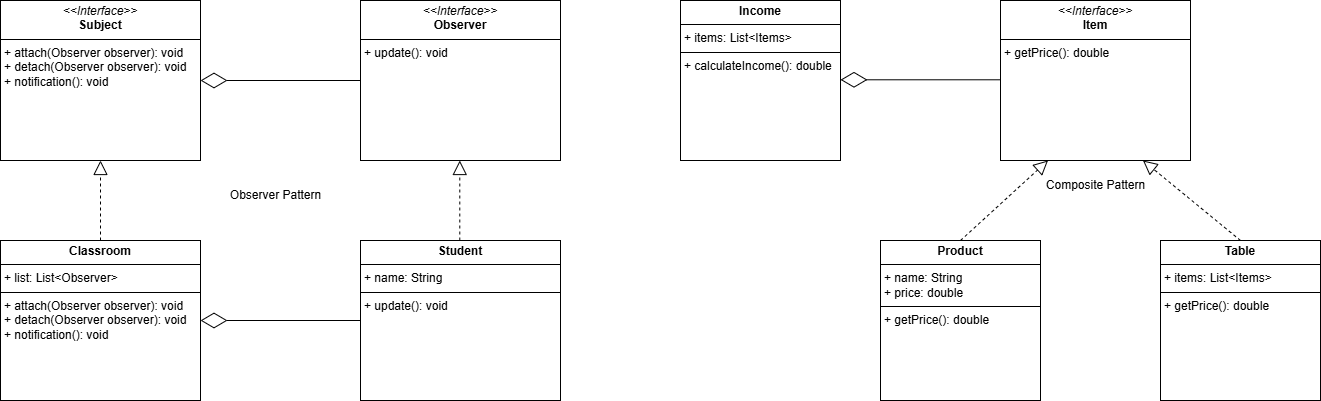 <<Interface>>
Subject
+ attach(Observer observer): void
+ detach(Observer observer): void
+ notification(): void
<<Interface>>
Observer
+ update(): void
Observer Pattern
Classroom
+ list: List<Observer>
+ attach(Observer observer): void
+ detach(Observer observer): void
+ notification(): void
Student
+ name: String
+ update(): void
Income
+ items: List<Items>
+ calculateIncome(): double
<<Interface>>
Item
+ getPrice(): double
Composite Pattern
Product
+ name: String
+ price: double
+ getPrice(): double
Table
+ items: List<Items>
+ getPrice(): double